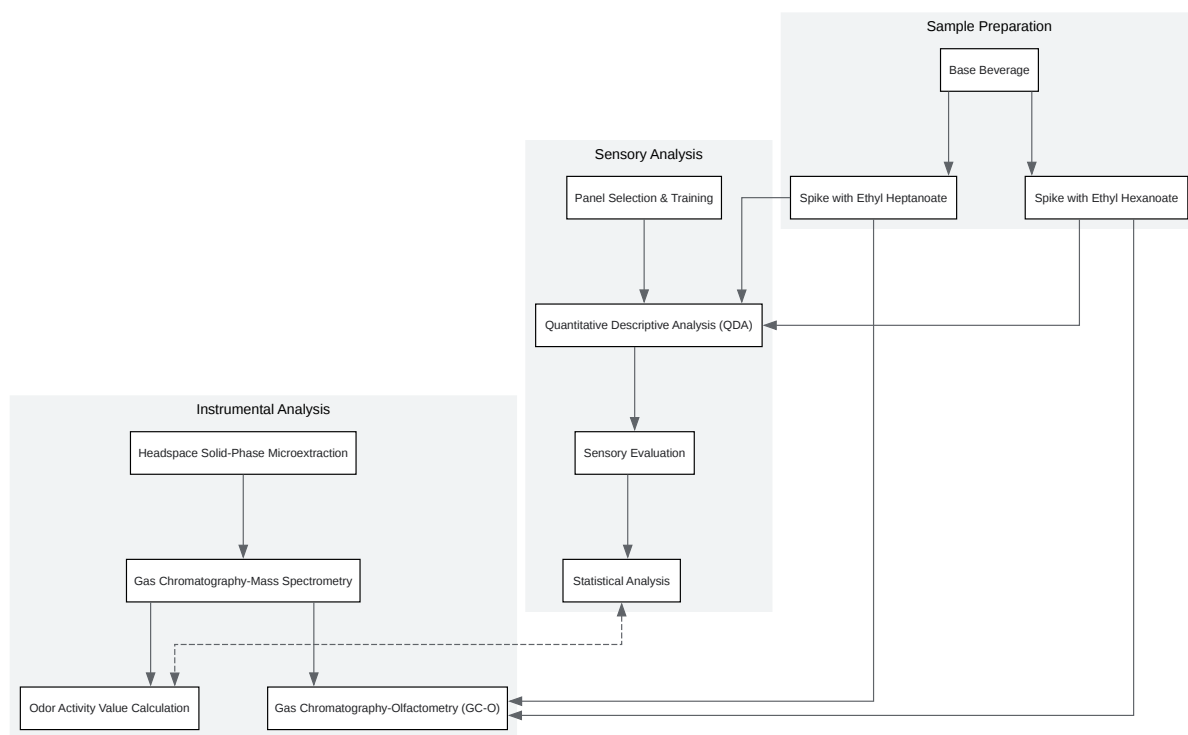 Sample Preparation
Base Beverage
Sensory Analysis
Panel Selection & Training
Spike with Ethyl Heptanoate
Spike with Ethyl Hexanoate
Quantitative Descriptive Analysis (QDA)
Instrumental Analysis
Headspace Solid-Phase Microextraction
Sensory Evaluation
Gas Chromatography-Mass Spectrometry
Statistical Analysis
Odor Activity Value Calculation
Gas Chromatography-Olfactometry (GC-O)